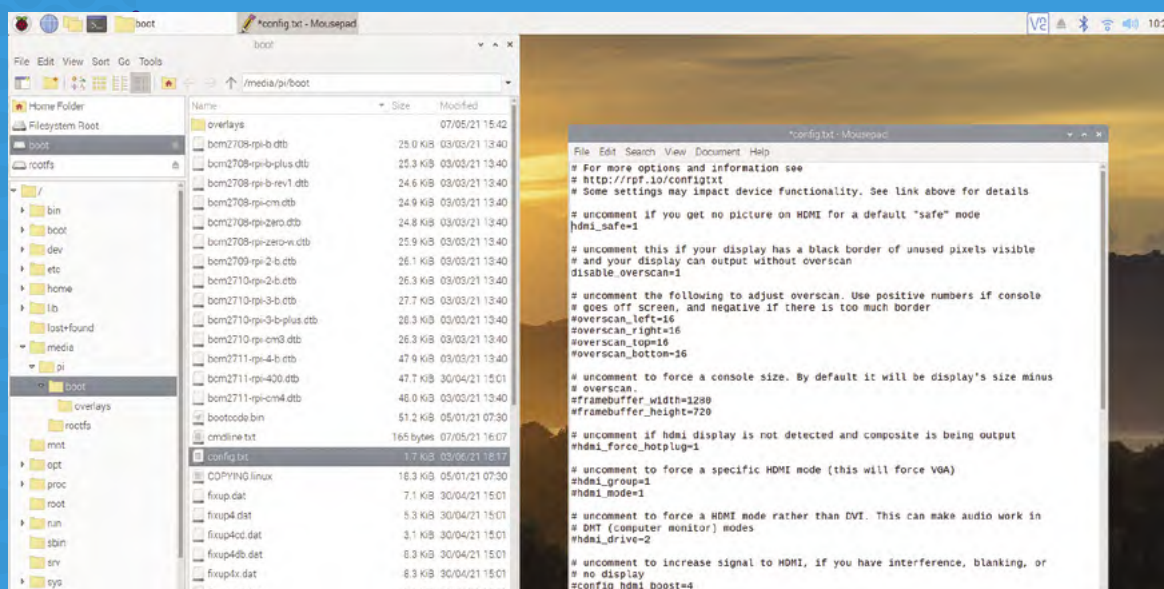 boot
*config.txt - Mousepad
V2
10:2
boot
File Edit View Sort Go Tools
/media/pi/boot
Home Folder
Filesystem Root
boot
rootfs
/
bin
boot
dev
etc
home
lib
lost+found
media
pi
boot
overlays
rootfs
mnt
opt
proc
root
run
sbin
srv
sys
Name Size Modified
overlays 07/05/21 15:42
bcm2708-rpi-b.dtb 25.0 KiB 03/03/21 13:40
bcm2708-rpi-b-plus.dtb 25.3 KiB 03/03/21 13:40
bcm2708-rpi-b-rev1.dtb 24.6 KiB 03/03/21 13:40
bcm2708-rpi-cm.dtb 24.9 KiB 03/03/21 13:40
bcm2708-rpi-zero.dtb 24.8 KiB 03/03/21 13:40
bcm2708-rpi-zero-w.dtb 25.9 KiB 03/03/21 13:40
bcm2709-rpi-2-b.dtb 26.1 KiB 03/03/21 13:40
bcm2710-rpi-2-b.dtb 26.3 KiB 03/03/21 13:40
bcm2710-rpi-3-b.dtb 27.7 KiB 03/03/21 13:40
bcm2710-rpi-3-b-plus.dtb 28.3 KiB 03/03/21 13:40
bcm2710-rpi-cm3.dtb 26.3 KiB 03/03/21 13:40
bcm2711-rpi-4-b.dtb 47.9 KiB 03/03/21 13:40
bcm2711-rpi-400.dtb 47.7 KiB 30/04/21 15:01
bcm2711-rpi-cm4.dtb 48.0 KiB 03/03/21 13:40
bootcode.bin 51.2 KiB 05/01/21 07:30
cmdline.txt 165 bytes 07/05/21 16:07
config.txt 1.7 KiB 03/06/21 18:17
COPYING.linux 18.3 KiB 05/01/21 07:30
fixup.dat 7.1 KiB 30/04/21 15:01
fixup4.dat 5.3 KiB 30/04/21 15:01
fixup4cd.dat 3.1 KiB 30/04/21 15:01
fixup4db.dat 8.3 KiB 30/04/21 15:01
fixup4x.dat 8.3 KiB 30/04/21 15:01
*config.txt - Mousepad
File Edit Search View Document Help
# For more options and information see
# http://rpf.io/configtxt
# Some settings may impact device functionality. See link above for details
# uncomment if you get no picture on HDMI for a default "safe" mode
hdmi_safe=1
# uncomment this if your display has a black border of unused pixels visible
# and your display can output without overscan
disable_overscan=1
# uncomment the following to adjust overscan. Use positive numbers if console
# goes off screen, and negative if there is too much border
#overscan_left=16
#overscan_right=16
#overscan_top=16
#overscan_bottom=16
# uncomment to force a console size. By default it will be display's size minus
# overscan.
#framebuffer_width=1280
#framebuffer_height=720
# uncomment if hdmi display is not detected and composite is being output
#hdmi_force_hotplug=1
# uncomment to force a specific HDMI mode (this will force VGA)
#hdmi_group=1
#hdmi_mode=1
# uncomment to force a HDMI mode rather than DVI. This can make audio work in
# DMT (computer monitor) modes
#hdmi_drive=2
# uncomment to increase signal to HDMI, if you have interference, blanking, or
# no display
#config_hdmi_boost=4